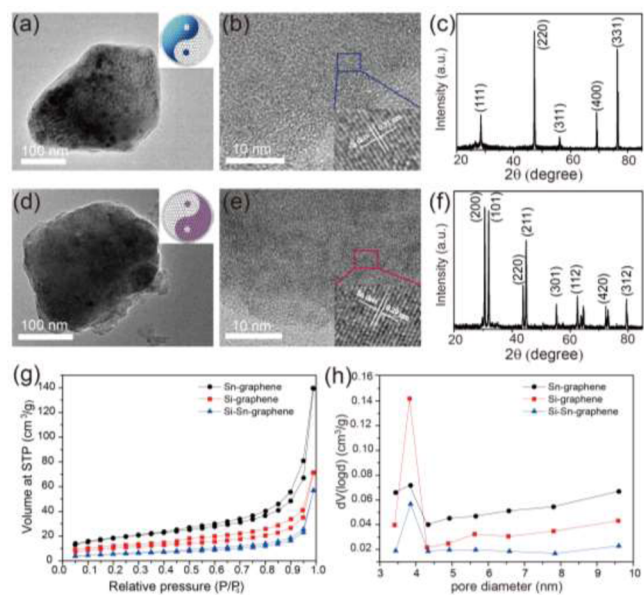 (a)
100 nm
(b)
10 nm
(c)
Intensity (a.u.)
(111)
(220)
(311)
(400)
(331)
20
40
60
80
2θ (degree)
(d)
100 nm
(e)
10 nm
(f)
Intensity (a.u.)
(200)
(101)
(220)
(211)
(301)
(112)
(420)
(312)
20
40
60
80
2θ (degree)
(g)
Volume at STP (cm³/g)
140
120
100
80
60
40
20
0
Sn-graphene
Si-graphene
Si-Sn-graphene
0.0 0.1 0.2 0.3 0.4 0.5 0.6 0.7 0.8 0.9 1.0
Relative pressure (P/P₀)
(h)
dV(logd) (cm³/g)
0.16
0.14
0.12
0.10
0.08
0.06
0.04
0.02
Sn-graphene
Si-graphene
Si-Sn-graphene
3 4 5 6 7 8 9 10
pore diameter (nm)